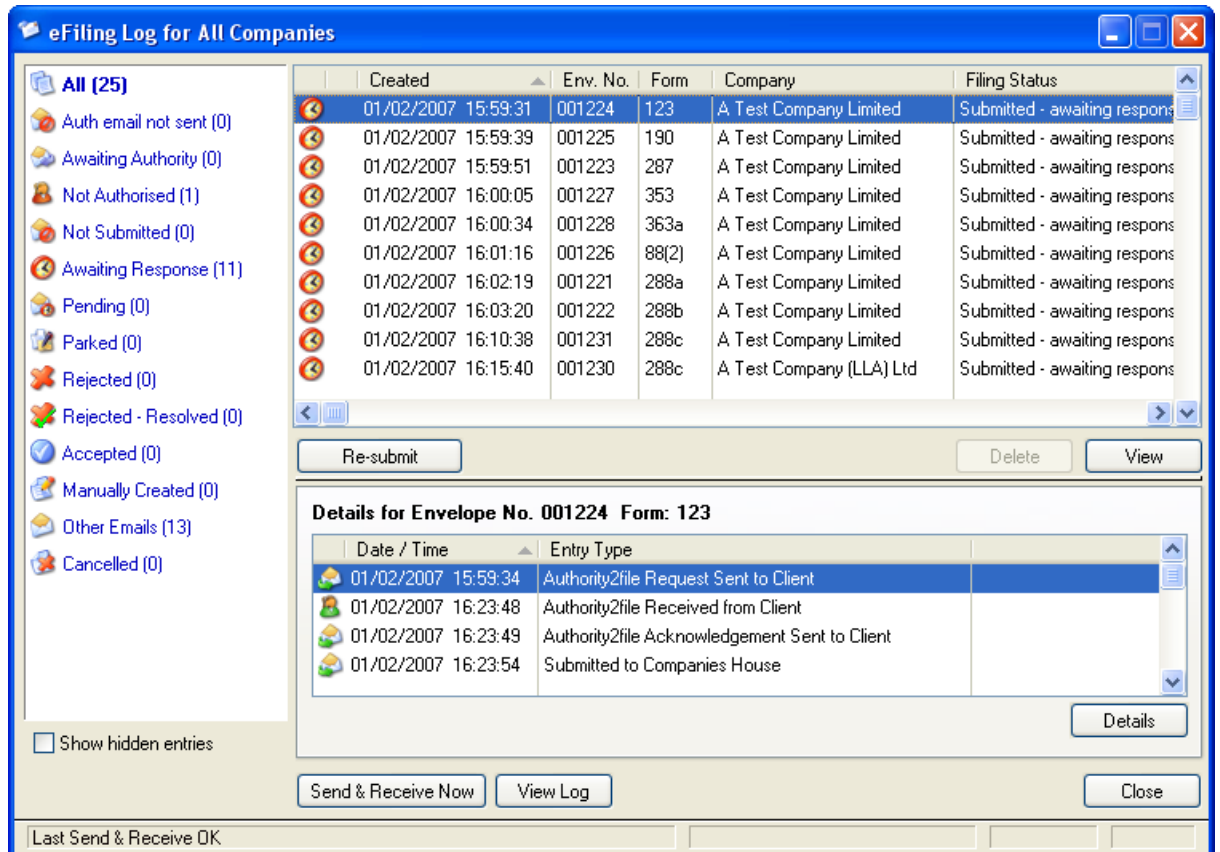 eFiling Log for All Companies
All (25)
Auth email not sent (0)
Awaiting Authority (0)
Not Authorised (1)
Not Submitted (0)
Awaiting Response (11)
Pending (0)
Parked (0)
Rejected (0)
Rejected - Resolved (0)
Accepted (0)
Manually Created (0)
Other Emails (13)
Cancelled (0)
Show hidden entries
Created Env. No. Form Company Filing Status
01/02/2007 15:59:31 001224 123 A Test Company Limited Submitted - awaiting respons
01/02/2007 15:59:39 001225 190 A Test Company Limited Submitted - awaiting respons
01/02/2007 15:59:51 001223 287 A Test Company Limited Submitted - awaiting respons
01/02/2007 16:00:05 001227 353 A Test Company Limited Submitted - awaiting respons
01/02/2007 16:00:34 001228 363a A Test Company Limited Submitted - awaiting respons
01/02/2007 16:01:16 001226 88(2) A Test Company Limited Submitted - awaiting respons
01/02/2007 16:02:19 001221 288a A Test Company Limited Submitted - awaiting respons
01/02/2007 16:03:20 001222 288b A Test Company Limited Submitted - awaiting respons
01/02/2007 16:10:38 001231 288c A Test Company Limited Submitted - awaiting respons
01/02/2007 16:15:40 001230 288c A Test Company (LLA) Ltd Submitted - awaiting respons
Re-submit Delete View
Details for Envelope No. 001224 Form: 123
Date / Time Entry Type
01/02/2007 15:59:34 Authority2file Request Sent to Client
01/02/2007 16:23:48 Authority2file Received from Client
01/02/2007 16:23:49 Authority2file Acknowledgement Sent to Client
01/02/2007 16:23:54 Submitted to Companies House
Details
Send & Receive Now View Log Close
Last Send & Receive OK